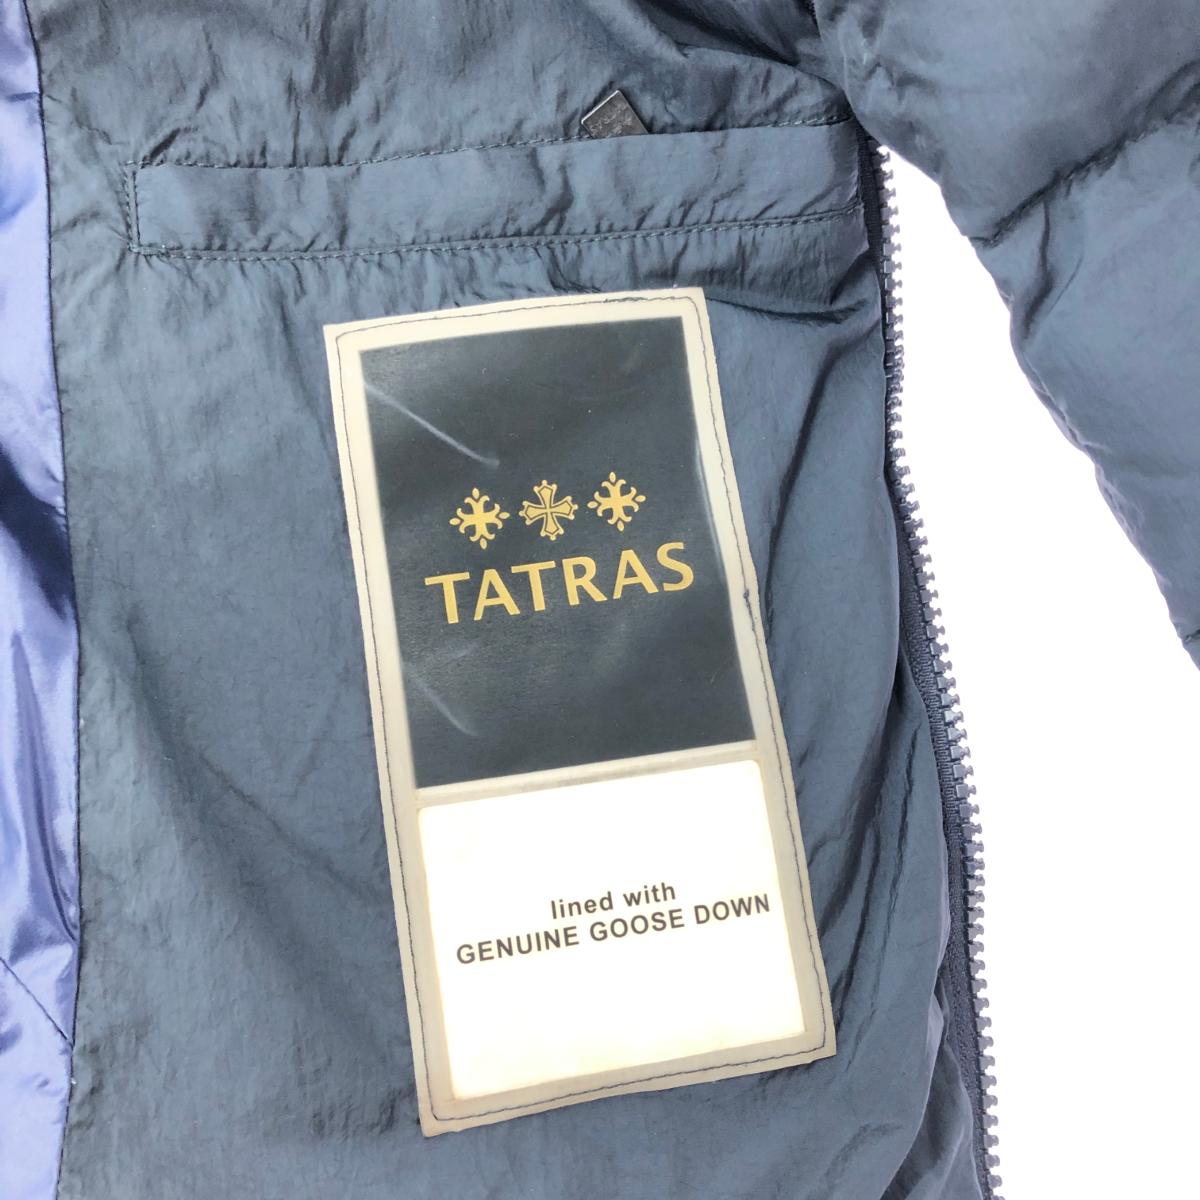 TATRAS
lined with
GENUINE GOOSE DOWN